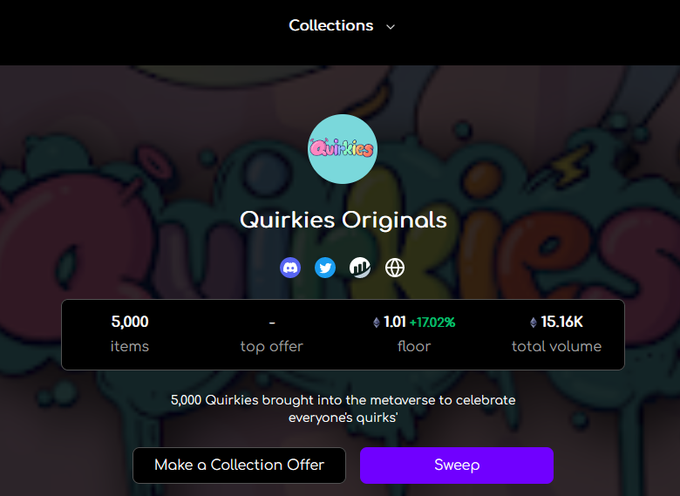 Collections
Quirkies
Quirkies
Quirkies Originals
5,000 - 1.01 +17.02% 15.16K
items top offer floor total volume
5,000 Quirkies brought into the metaverse to celebrate
everyone's quirks'
Make a Collection Offer Sweep